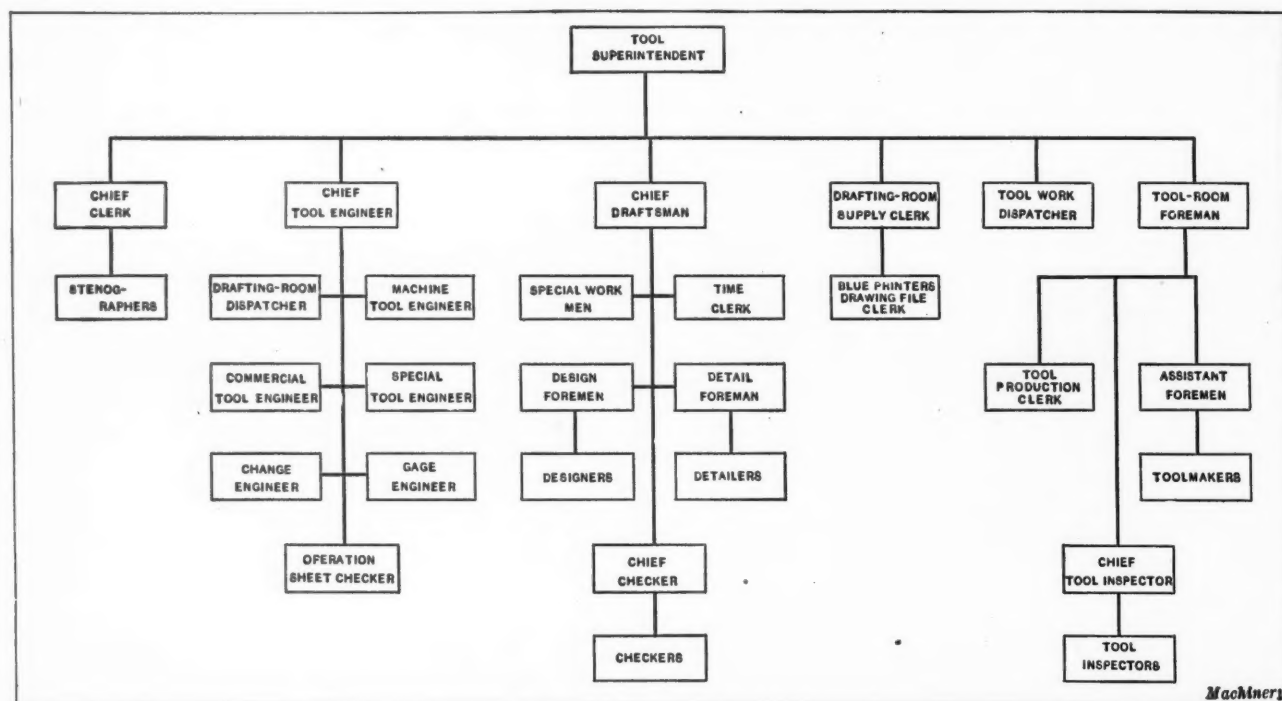 TOOL
SUPERINTENDENT
CHIEF
CLERK
CHIEF
TOOL ENGINEER
CHIEF
DRAFTSMAN
DRAFTING-ROOM
SUPPLY CLERK
TOOL WORK
DISPATCHER
TOOL-ROOM
FOREMAN
STENOG-
RAPHERS
DRAFTING-ROOM
DISPATCHER
MACHINE
TOOL ENGINEER
SPECIAL WORK
MEN
TIME
CLERK
BLUE PRINTERS
DRAWING FILE
CLERK
COMMERCIAL
TOOL ENGINEER
SPECIAL
TOOL ENGINEER
DESIGN
FOREMEN
DETAIL
FOREMAN
TOOL
PRODUCTION
CLERK
ASSISTANT
FOREMEN
CHANGE
ENGINEER
GAGE
ENGINEER
DESIGNERS
DETAILERS
TOOLMAKERS
OPERATION
SHEET CHECKER
CHIEF
CHECKER
CHIEF
TOOL INSPECTOR
CHECKERS
TOOL
INSPECTORS
Machinery